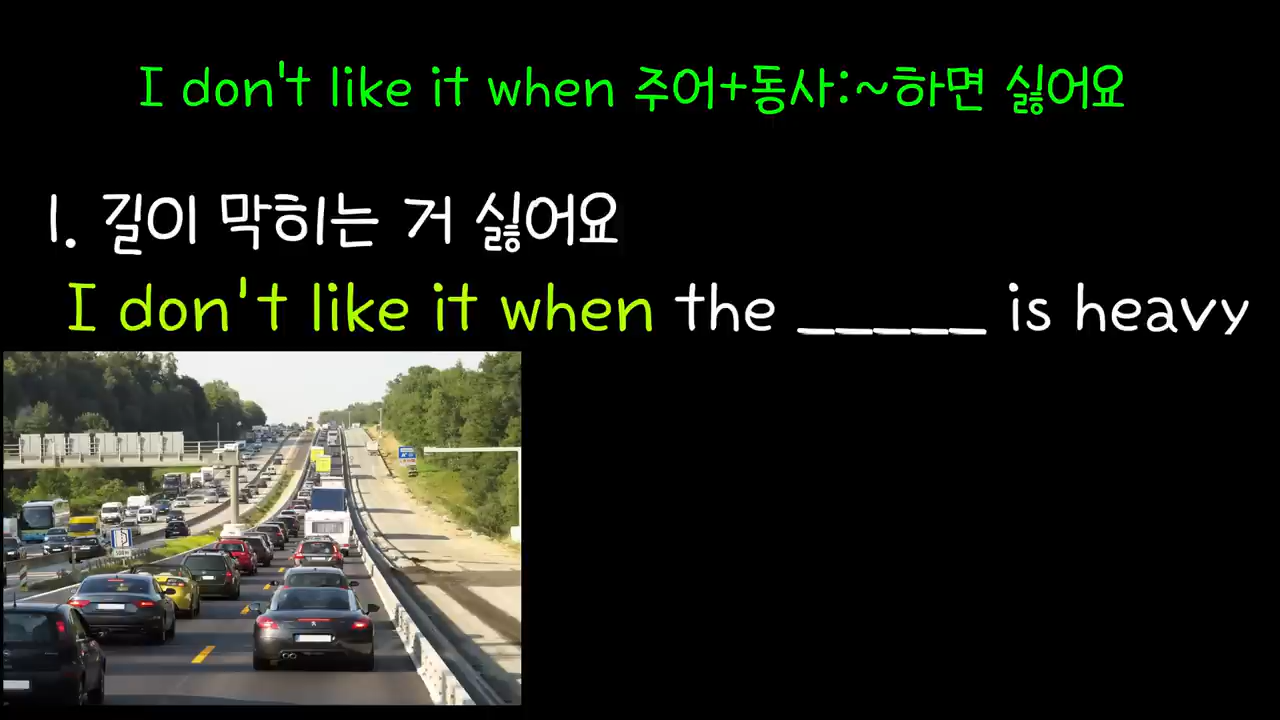 I don't like it when 주어+동사:~하면 싫어요
1. 길이 막히는 거 싫어요
I don't like it when the _____ is heavy